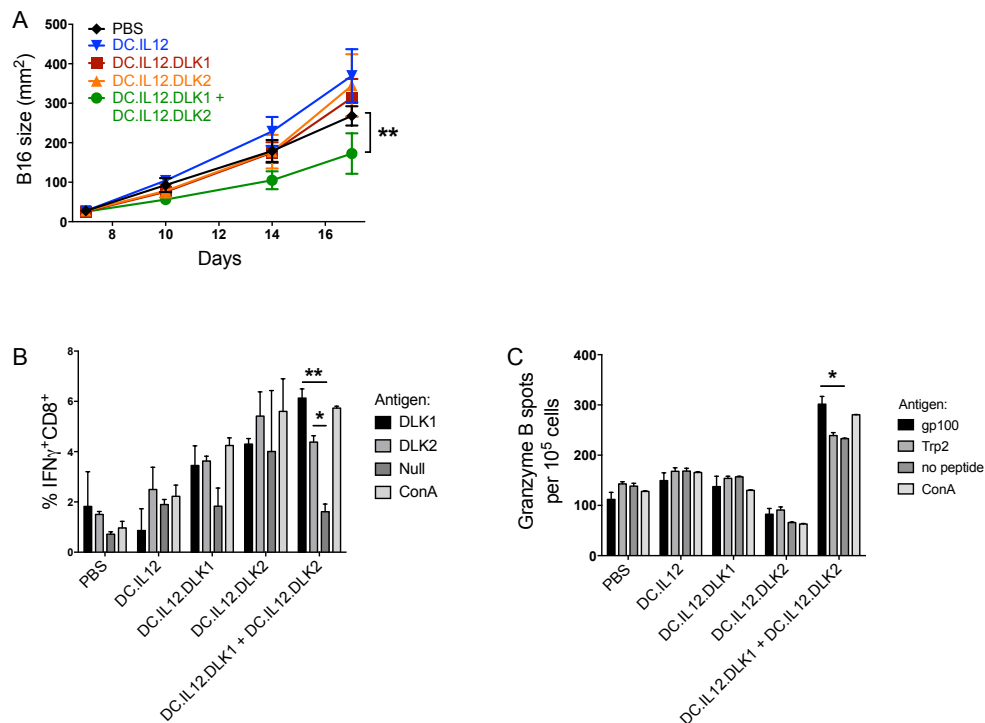 A
PBS
DC.IL12
DC.IL12.DLK1
DC.IL12.DLK2
DC.IL12.DLK1 +
DC.IL12.DLK2
B16 size (mm²)
500
400
300
200
100
0
8
10
12
14
16
Days
**
B
% IFNγ⁺CD8⁺
8
6
4
2
0
**
*
Antigen:
DLK1
DLK2
Null
ConA
PBS
DC.IL12
DC.IL12.DLK1
DC.IL12.DLK2
DC.IL12.DLK1 + DC.IL12.DLK2
C
Granzyme B spots
per 10⁵ cells
400
300
200
100
0
*
Antigen:
gp100
Trp2
no peptide
ConA
PBS
DC.IL12
DC.IL12.DLK1
DC.IL12.DLK2
DC.IL12.DLK1 + DC.IL12.DLK2